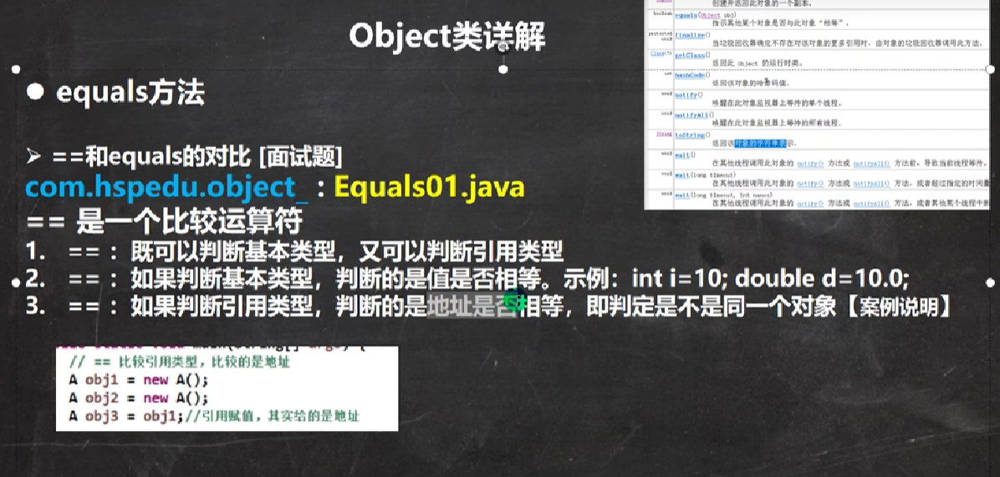 Object类详解
● equals方法
➢ ==和equals的对比 [面试题]
com.hspedu.object_ : Equals01.java
== 是一个比较运算符
1. == ：既可以判断基本类型，又可以判断引用类型
2. == ：如果判断基本类型，判断的是值是否相等。示例：int i=10; double d=10.0;
3. == ：如果判断引用类型，判断的是地址是否相等，即判定是不是同一个对象【案例说明】
// == 比较引用类型，比较的是地址
A obj1 = new A();
A obj2 = new A();
A obj3 = obj1;//引用赋值，其实给的是地址
创建并返回此对象的一个副本。
boolean equals(Object obj)
指示其他某个对象是否与此对象“相等”。
protected void finalize()
当垃圾回收器确定不存在对该对象的更多引用时，由对象的垃圾回收器调用此方法。
Class<?> getClass()
返回此 Object 的运行时类。
int hashCode()
返回该对象的哈希码值。
void notify()
唤醒在此对象监视器上等待的单个线程。
void notifyAll()
唤醒在此对象监视器上等待的所有线程。
String toString()
返回该对象的字符串表示。
void wait()
在其他线程调用此对象的 notify() 方法或 notifyAll() 方法前，导致当前线程等待。
void wait(long timeout)
在其他线程调用此对象的 notify() 方法或 notifyAll() 方法，或者超过指定的时间量
void wait(long timeout, int nanos)
在其他线程调用此对象的 notify() 方法或 notifyAll() 方法，或者其他某个线程中断